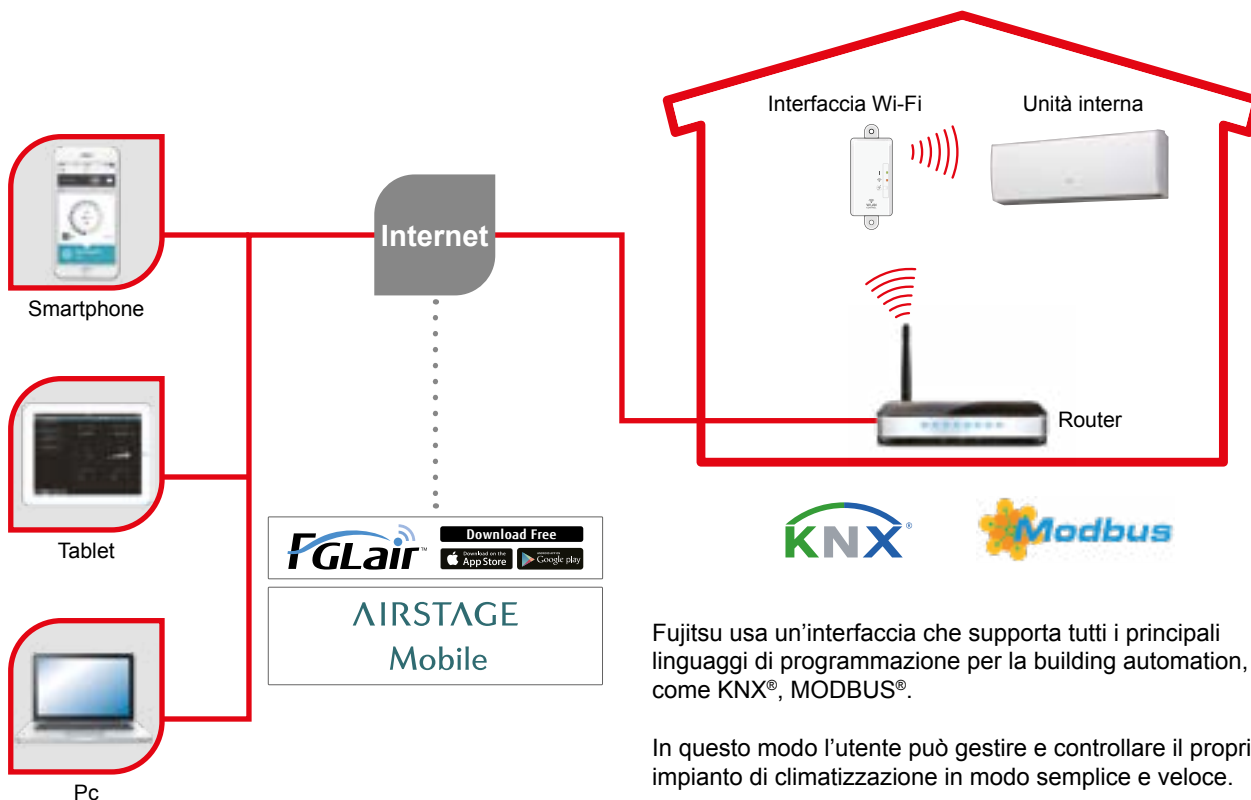 Interfaccia Wi-Fi
Unità interna
Internet
Smartphone
Router
Tablet
FGLair™
Download Free
Download on the
App Store
Google play
AIRSTAGE
Mobile
KNX®
Modbus
Pc
Fujitsu usa un’interfaccia che supporta tutti i principali
linguaggi di programmazione per la building automation,
come KNX®, MODBUS®.
In questo modo l’utente può gestire e controllare il propri
impianto di climatizzazione in modo semplice e veloce.